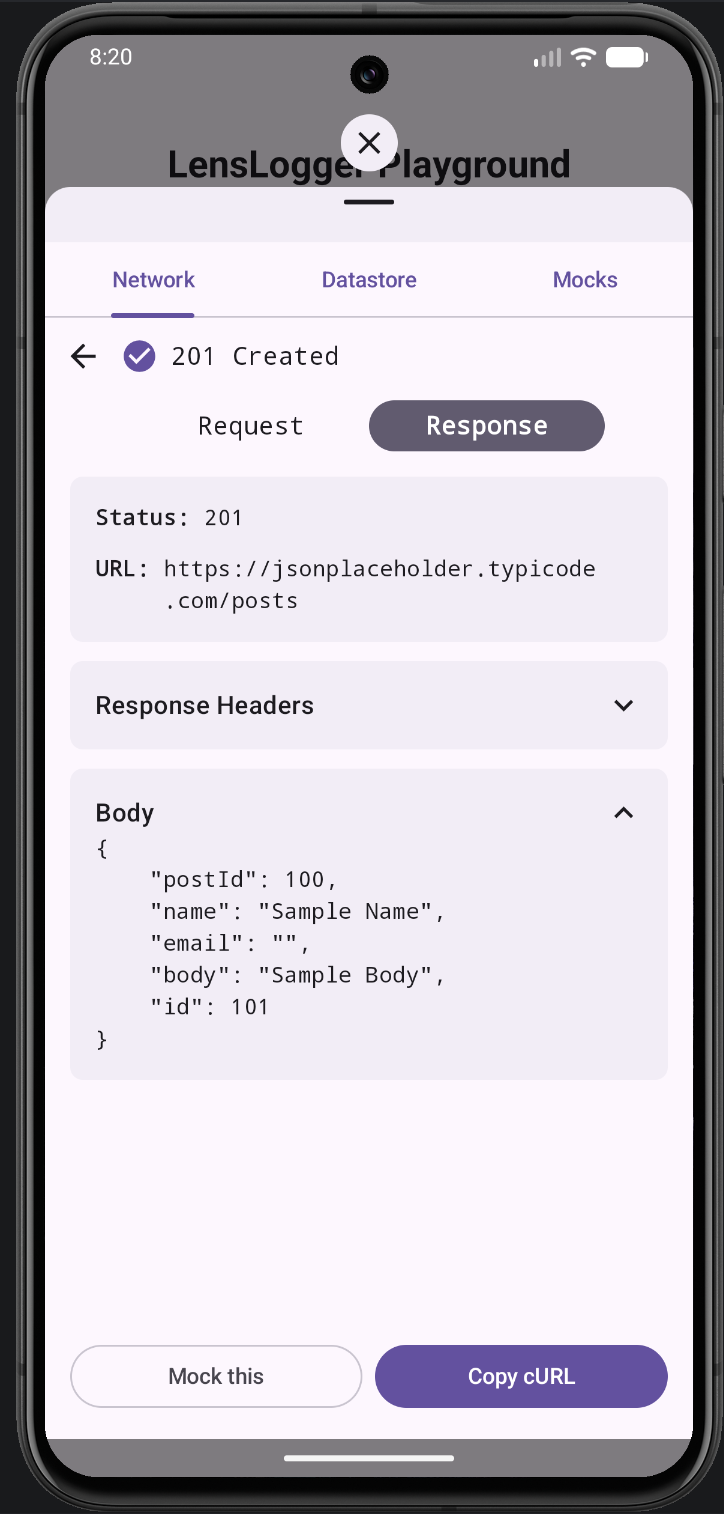 8:20
LensLogger Playground
Network Datastore Mocks
201 Created
Request Response
Status: 201
URL: https://jsonplaceholder.typicode
.com/posts
Response Headers
Body
{
    "postId": 100,
    "name": "Sample Name",
    "email": "",
    "body": "Sample Body",
    "id": 101
}
Mock this Copy cURL